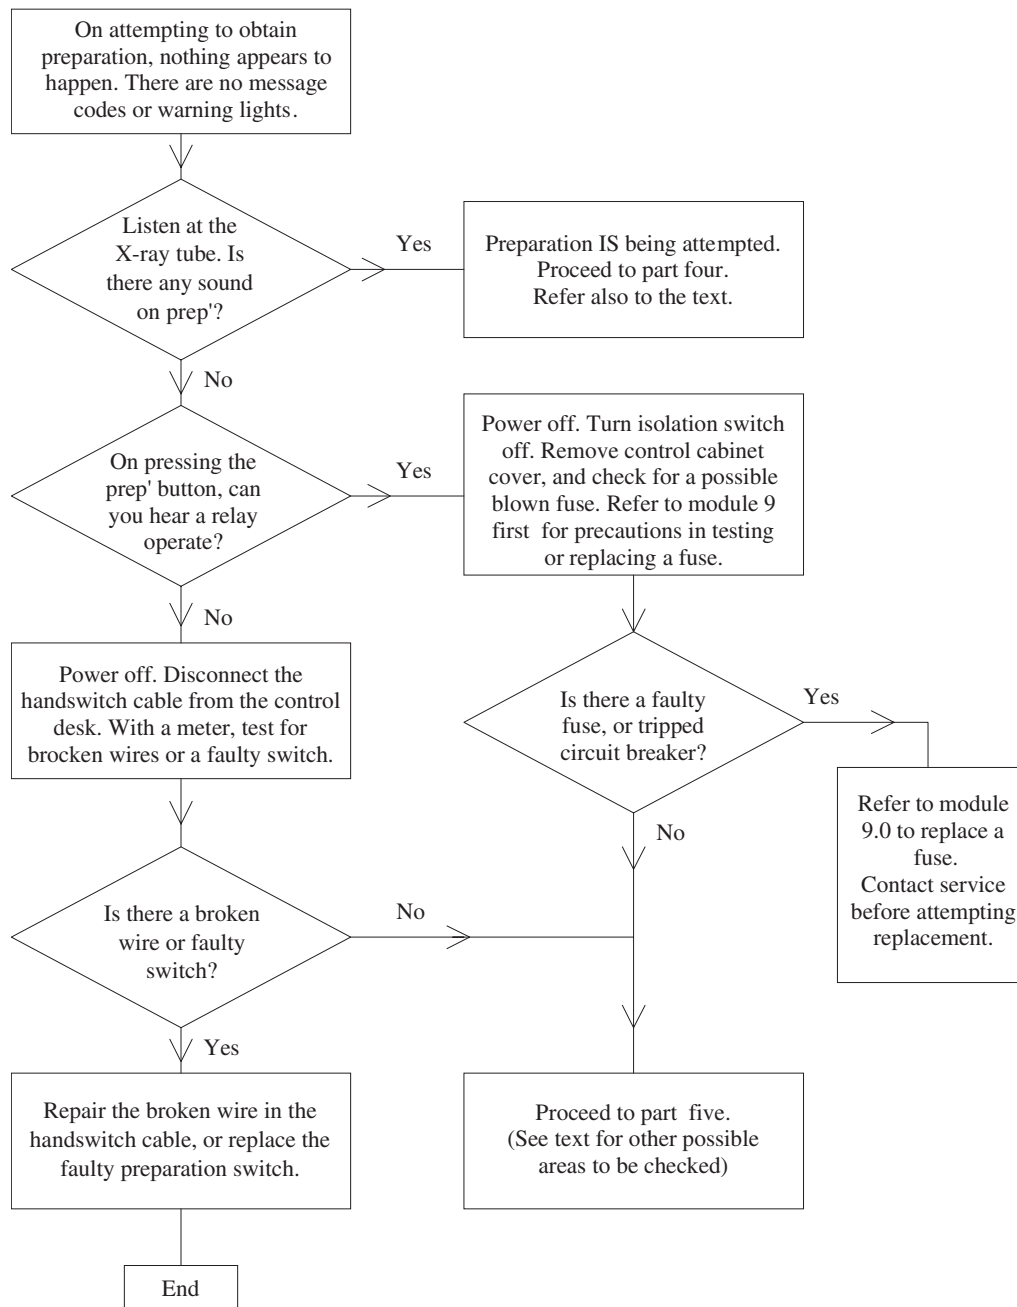 On attempting to obtain
preparation, nothing appears to
happen. There are no message
codes or warning lights.
Listen at the
X-ray tube. Is
there any sound
on prep'?
Yes
Preparation IS being attempted.
Proceed to part four.
Refer also to the text.
No
On pressing the
prep' button, can
you hear a relay
operate?
Yes
Power off. Turn isolation switch
off. Remove control cabinet
cover, and check for a possible
blown fuse. Refer to module 9
first for precautions in testing
or replacing a fuse.
No
Power off. Disconnect the
handswitch cable from the control
desk. With a meter, test for
brocken wires or a faulty switch.
Is there a faulty
fuse, or tripped
circuit breaker?
Yes
Refer to module
9.0 to replace a
fuse.
Contact service
before attempting
replacement.
No
Is there a broken
wire or faulty
switch?
No
Yes
Repair the broken wire in the
handswitch cable, or replace the
faulty preparation switch.
Proceed to part five.
(See text for other possible
areas to be checked)
End